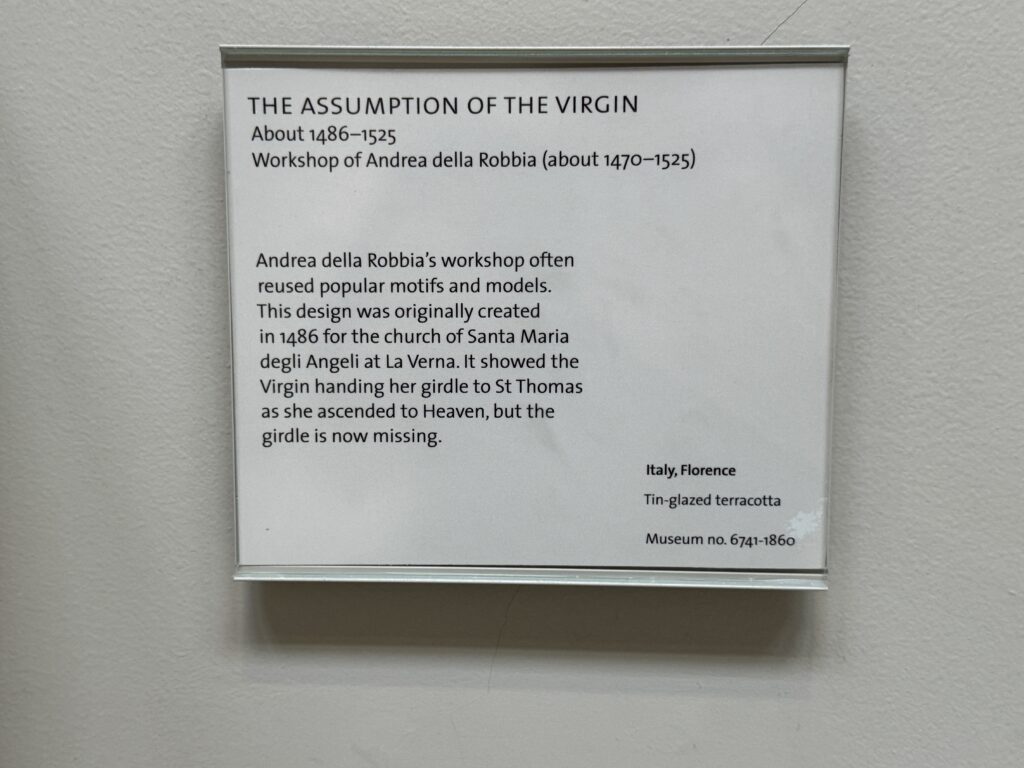 THE ASSUMPTION OF THE VIRGIN
About 1486–1525
Workshop of Andrea della Robbia (about 1470–1525)
Andrea della Robbia's workshop often
reused popular motifs and models.
This design was originally created
in 1486 for the church of Santa Maria
degli Angeli at La Verna. It showed the
Virgin handing her girdle to St Thomas
as she ascended to Heaven, but the
girdle is now missing.
Italy, Florence
Tin-glazed terracotta
Museum no. 6741-1860